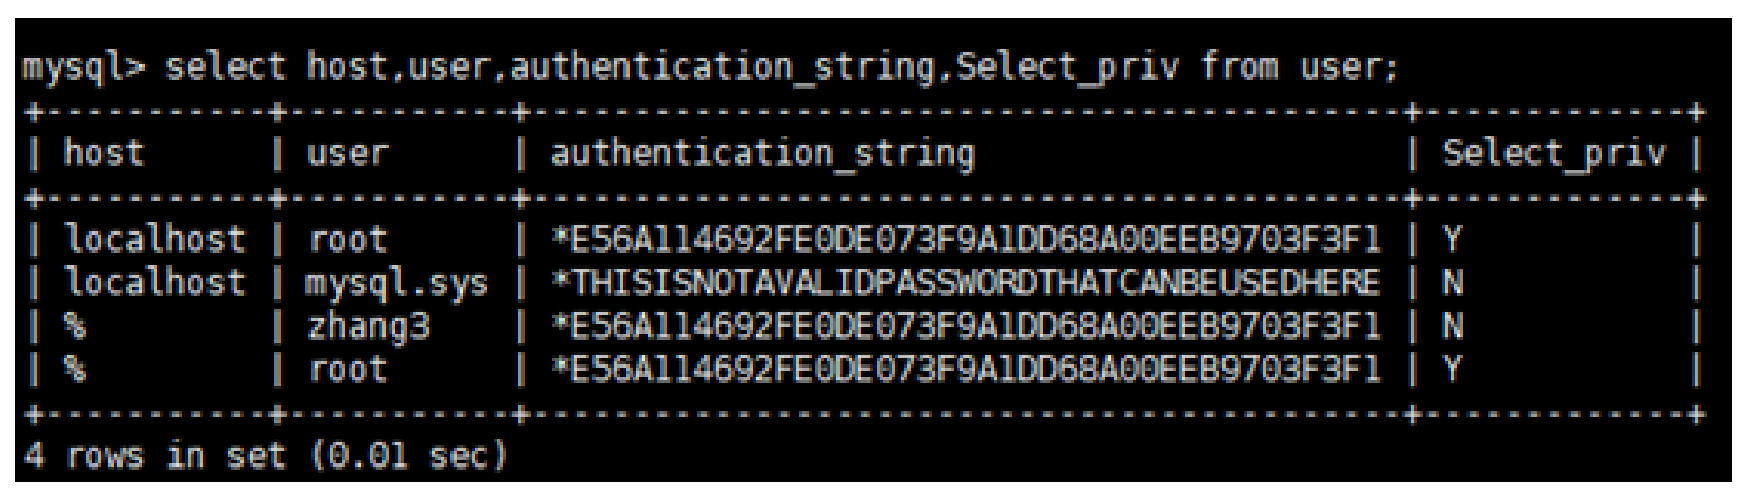 mysql> select host,user,authentication_string,Select_priv from user;
+-----------+-----------+-------------------------------------------+-------------+
| host      | user      | authentication_string                     | Select_priv |
+-----------+-----------+-------------------------------------------+-------------+
| localhost | root      | *E56A114692FE0DE073F9A1DD68A00EEB9703F3F1 | Y           |
| localhost | mysql.sys | *THISISNOTAVALIDPASSWORDTHATCANBEUSEDHERE | N           |
| %         | zhang3    | *E56A114692FE0DE073F9A1DD68A00EEB9703F3F1 | N           |
| %         | root      | *E56A114692FE0DE073F9A1DD68A00EEB9703F3F1 | Y           |
+-----------+-----------+-------------------------------------------+-------------+
4 rows in set (0.01 sec)